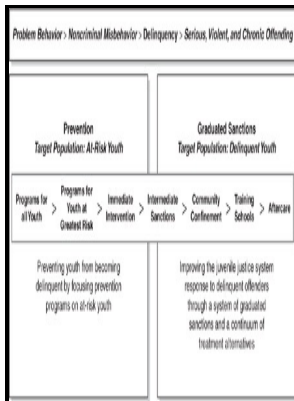 Problem Behavior > Noncriminal Misbehavior > Delinquency > Serious, Violent, and Chronic Offending
Prevention
Target Population: At-Risk Youth
Graduated Sanctions
Target Population: Delinquent Youth
Programs for
all Youth
>
Programs for
Youth at
Greatest Risk
>
Immediate
Intervention
>
Intermediate
Sanctions
>
Community
Confinement
>
Training
Schools
>
Aftercare
Preventing youth from becoming
delinquent by focusing prevention
programs on at-risk youth
Improving the juvenile justice system
response to delinquent offenders
through a system of graduated
sanctions and a continuum of
treatment alternatives